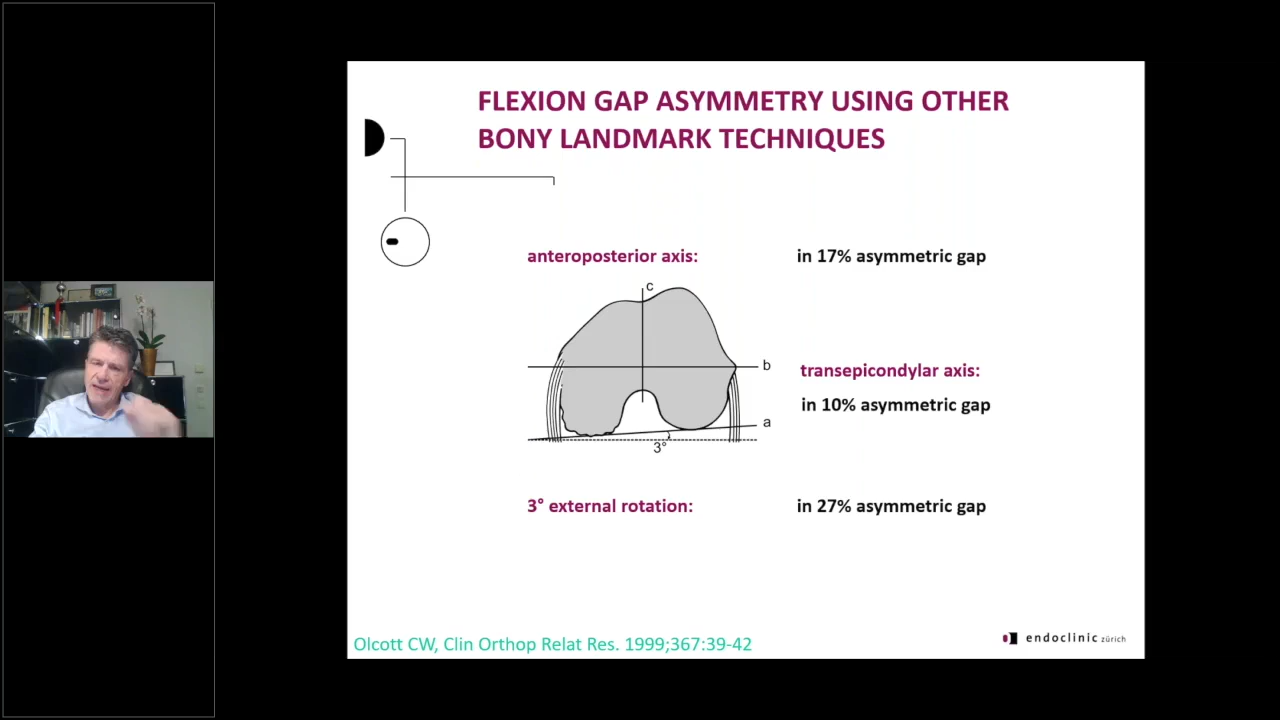 FLEXION GAP ASYMMETRY USING OTHER
BONY LANDMARK TECHNIQUES
anteroposterior axis:
in 17% asymmetric gap
c
b
transepicondylar axis:
in 10% asymmetric gap
a
3°
3° external rotation:
in 27% asymmetric gap
Olcott CW, Clin Orthop Relat Res. 1999;367:39-42
endoclinic zürich